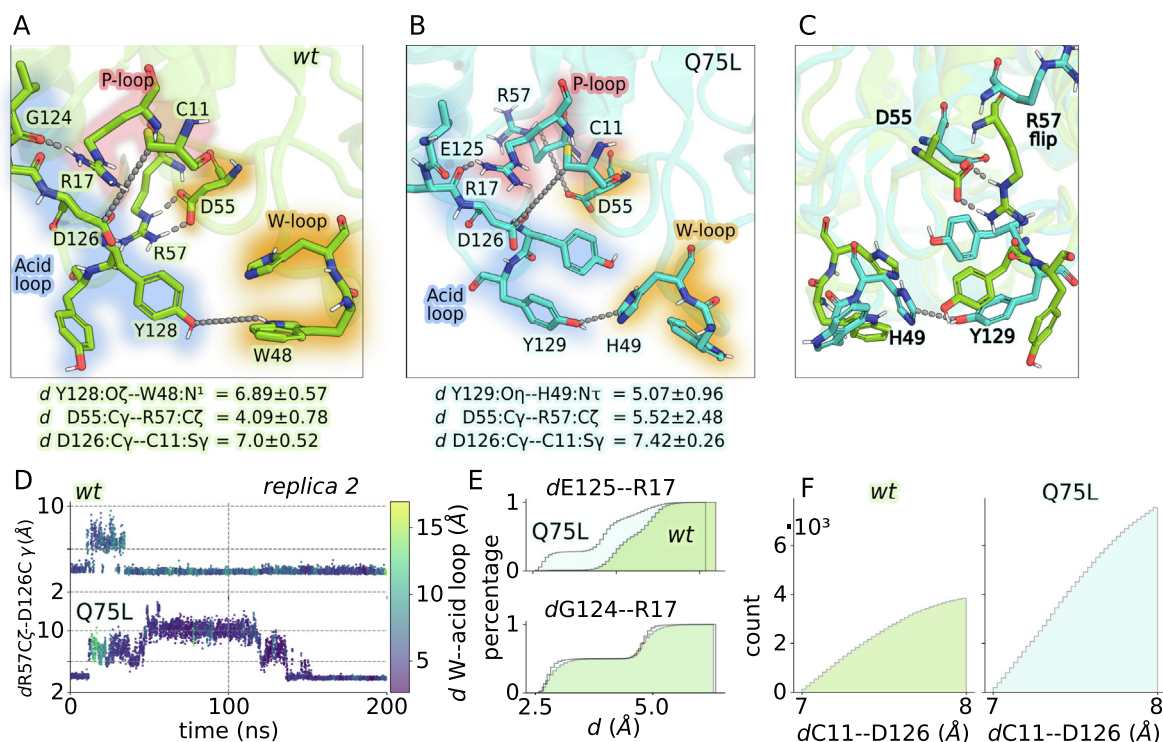 A
wt
P-loop
G124
C11
R17
D55
D126
R57
W-loop
Acid
loop
Y128
W48
d Y128:Oζ--W48:N¹ = 6.89±0.57
d D55:Cγ--R57:Cζ = 4.09±0.78
d D126:Cγ--C11:Sγ = 7.0±0.52
B
Q75L
P-loop
R57
C11
E125
R17
D55
D126
W-loop
Acid
loop
Y129
H49
d Y129:Oη--H49:Nτ = 5.07±0.96
d D55:Cγ--R57:Cζ = 5.52±2.48
d D126:Cγ--C11:Sγ = 7.42±0.26
C
D55
R57
flip
H49
Y129
D
wt
replica 2
10
2
Q75L
10
2
0
100
200
time (ns)
dR57Cζ--D126C γ (Å)
15
10
5
d W--acid loop (Å)
E
dE125--R17
1
Q75L
wt
0
dG124--R17
1
0
2.5
5.0
d (Å)
percentage
F
wt
Q75L
·10³
6
4
2
0
count
7
8
7
8
dC11--D126 (Å)
dC11--D126 (Å)